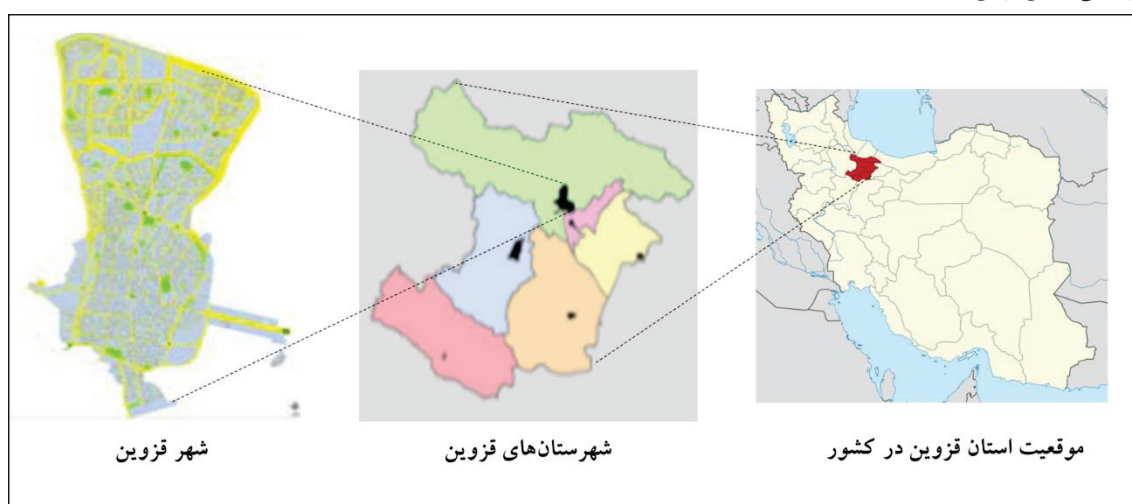 موقعیت استان قزوین در کشور
شهرستان‌های قزوین
شهر قزوین